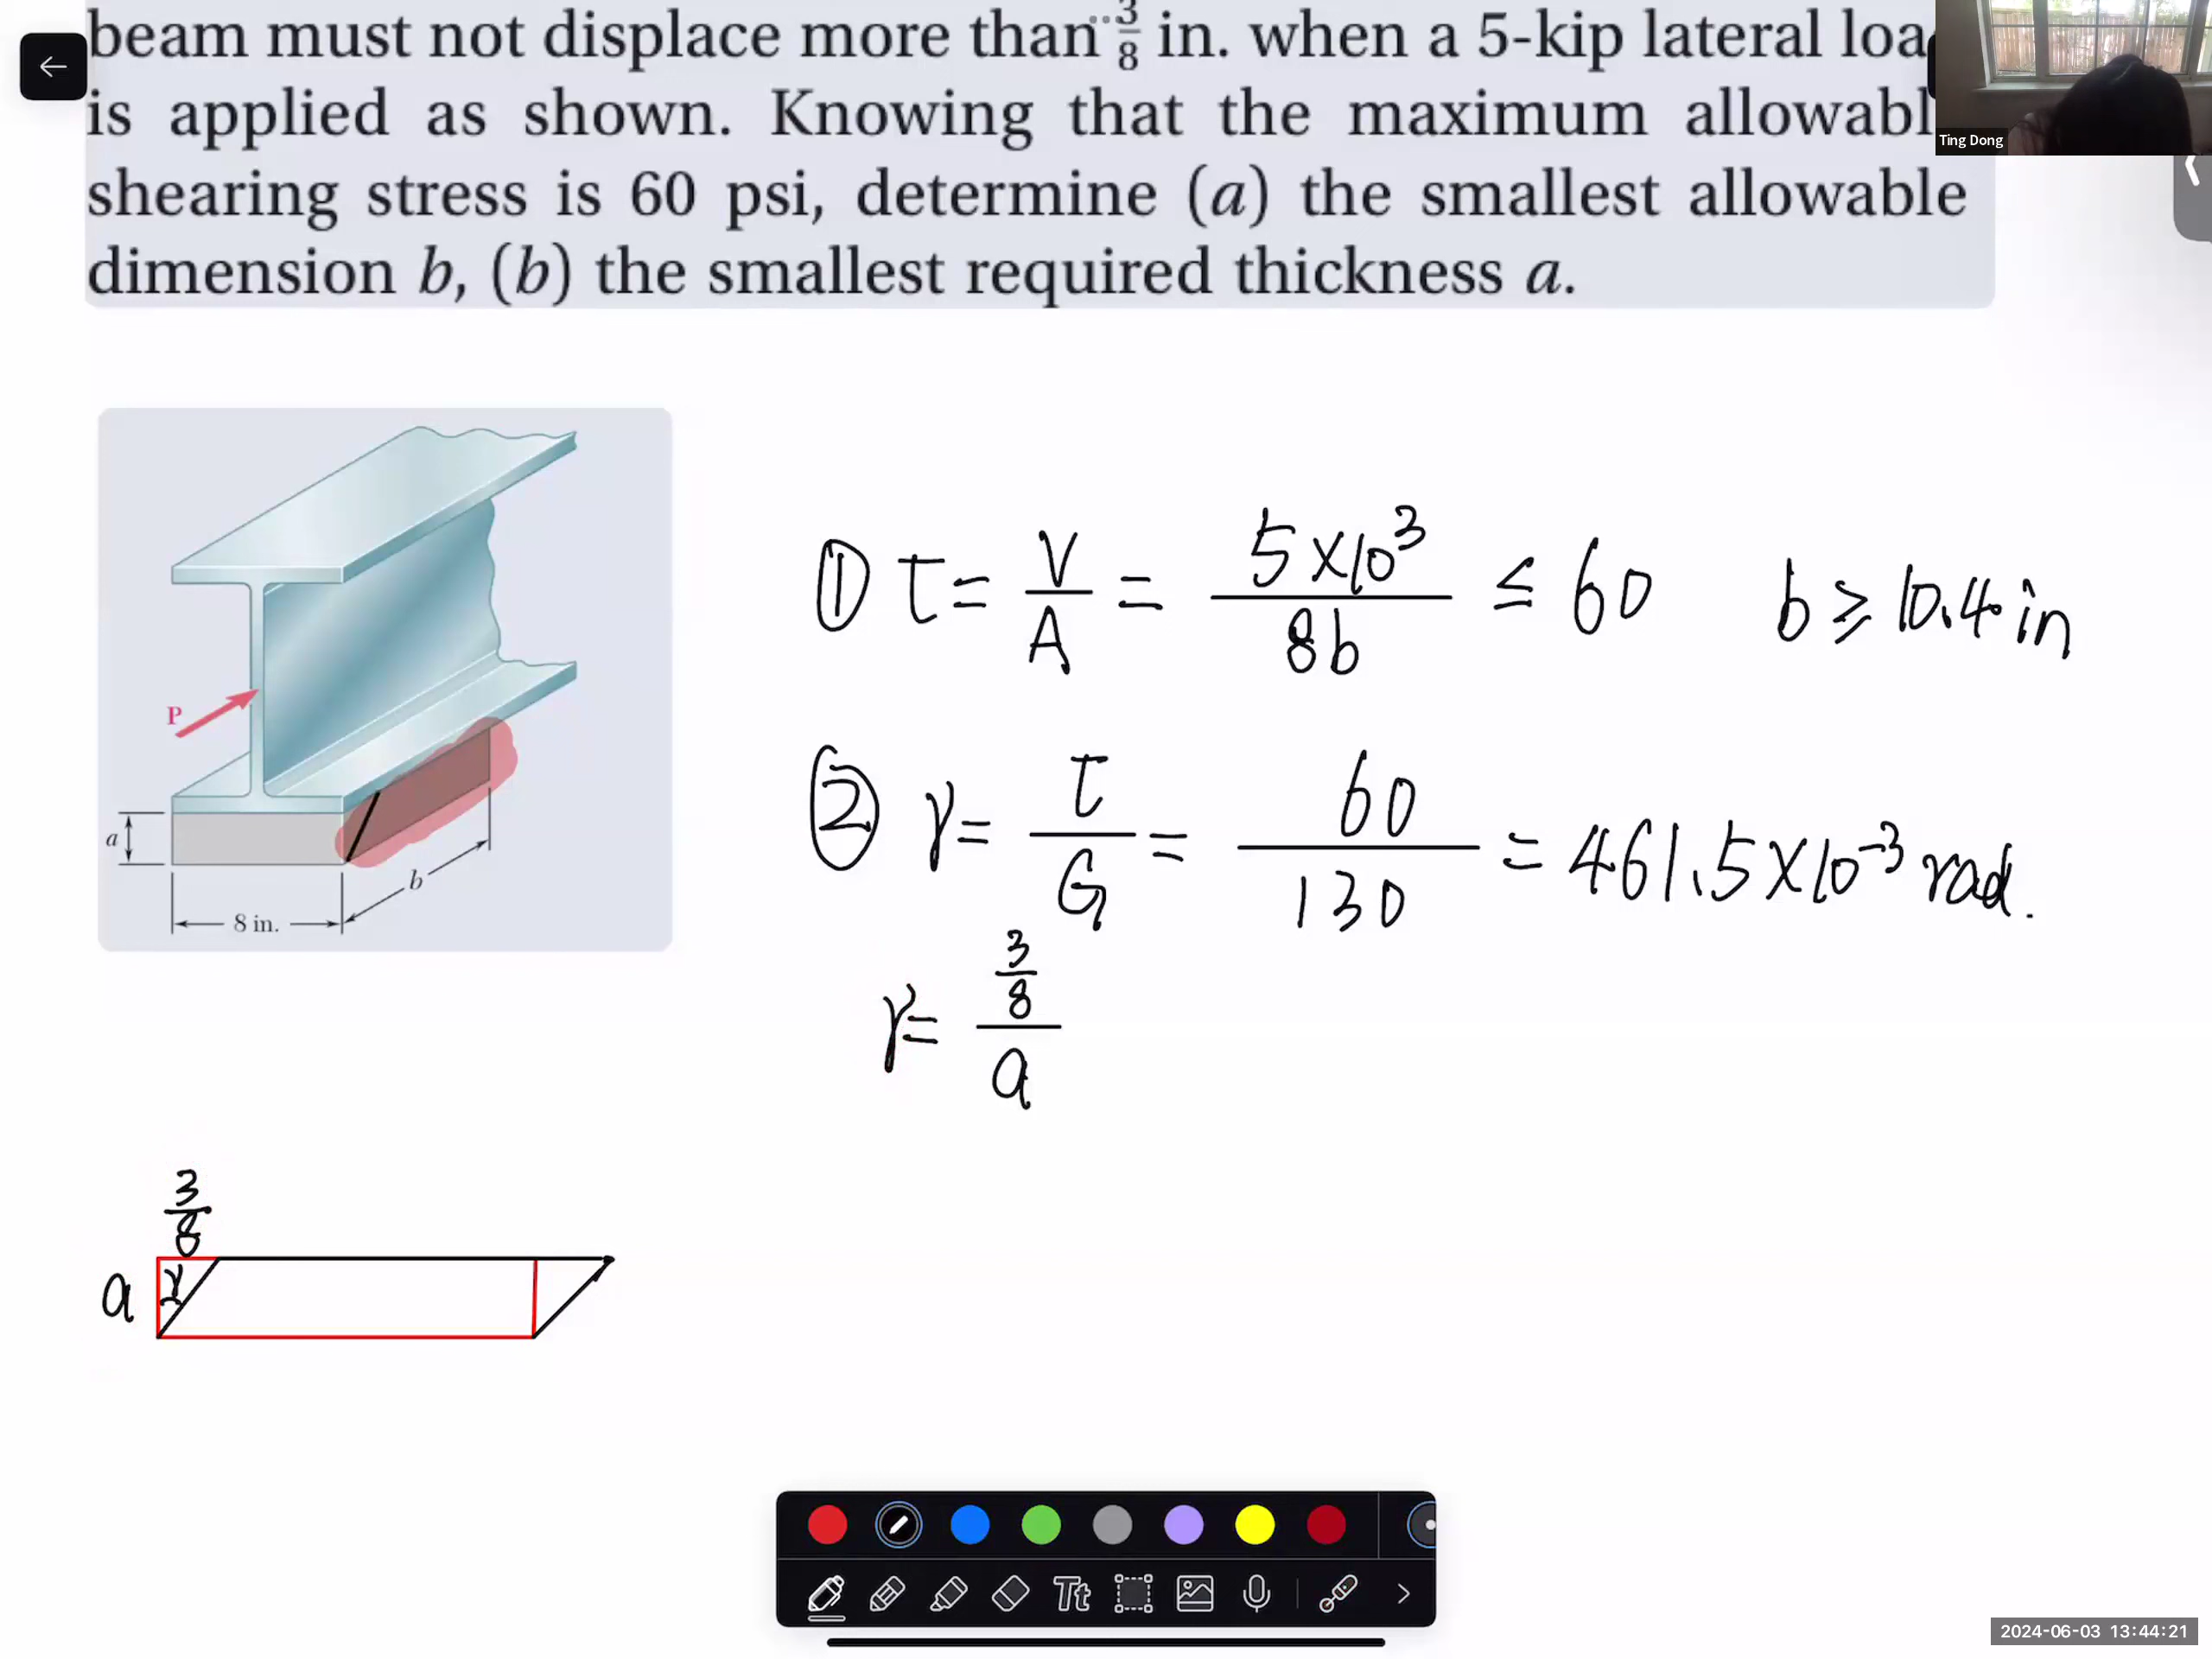 beam must not displace more than 3/8 in. when a 5-kip lateral loa
is applied as shown. Knowing that the maximum allowabl
shearing stress is 60 psi, determine (a) the smallest allowable
dimension b, (b) the smallest required thickness a.
Ting Dong
P
a
b
8 in.
① τ = V/A = 5×10³/8b ≤ 60 b ≥ 10.4 in
② γ = τ/G = 60/130 = 461.5×10⁻³ rad.
γ = 3/8/a
3/8
a γ
Tt
2024-06-03 13:44:21